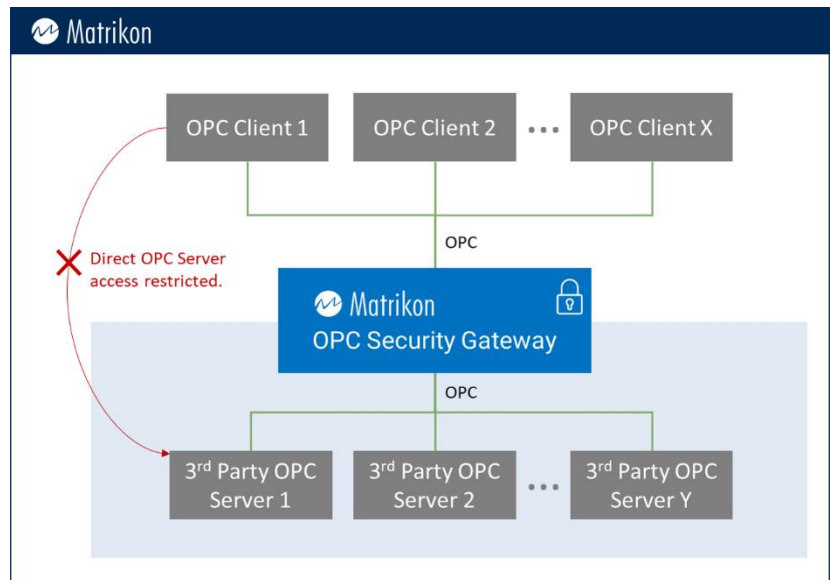 Matrikon
OPC Client 1
OPC Client 2
•••
OPC Client X
OPC
Direct OPC Server
access restricted.
Matrikon
OPC Security Gateway
OPC
3rd Party OPC
Server 1
3rd Party OPC
Server 2
•••
3rd Party OPC
Server Y